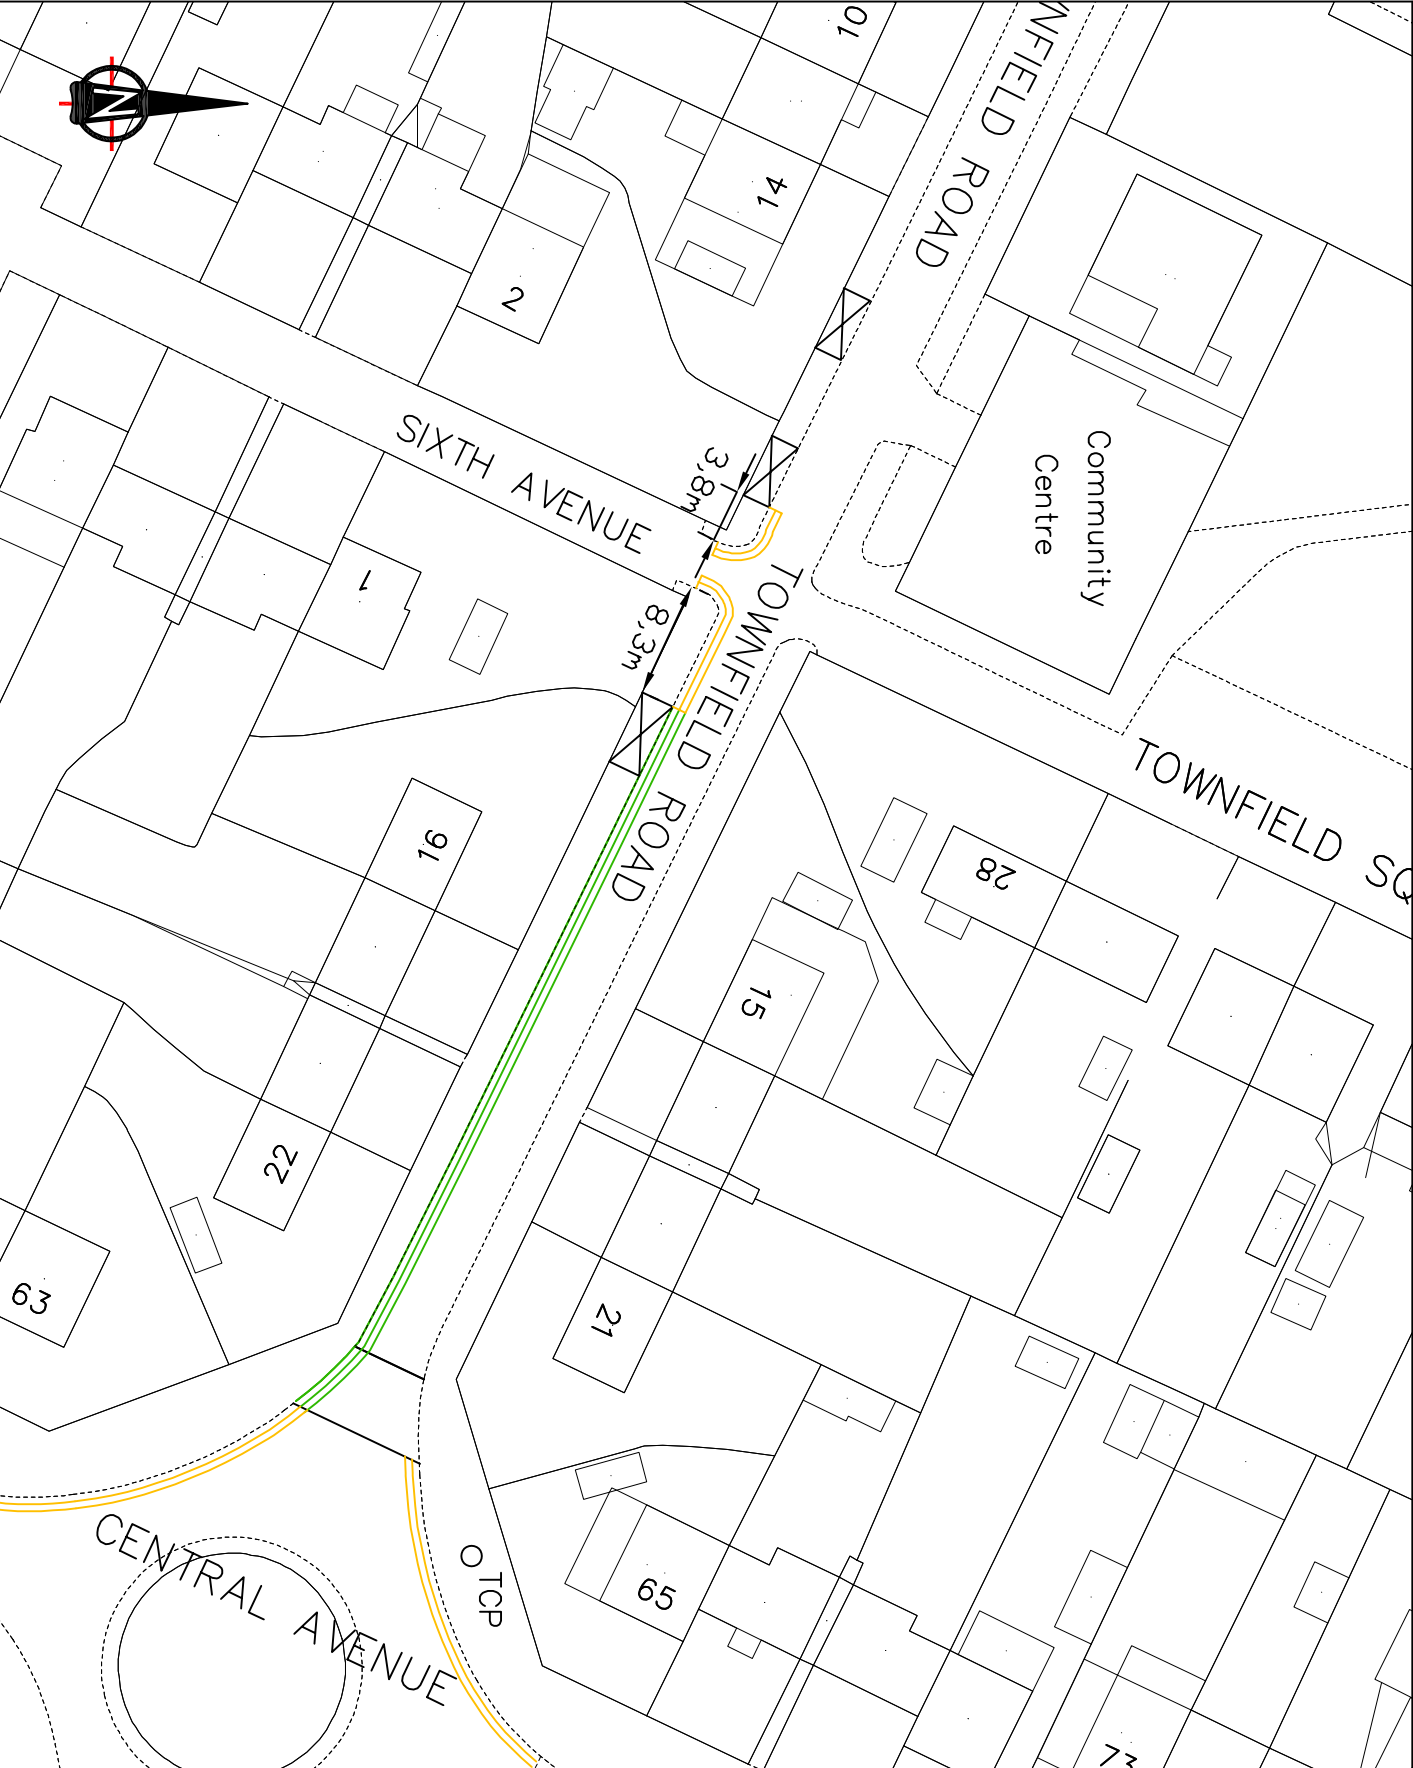 10
NFIELD ROAD
N
14
2
SIXTH AVENUE
3,8m
Community
Centre
1
8,3m
TOWNFIELD ROAD
TOWNFIELD SQ
16
28
15
22
63
21
CENTRAL AVENUE
TCP
65
73